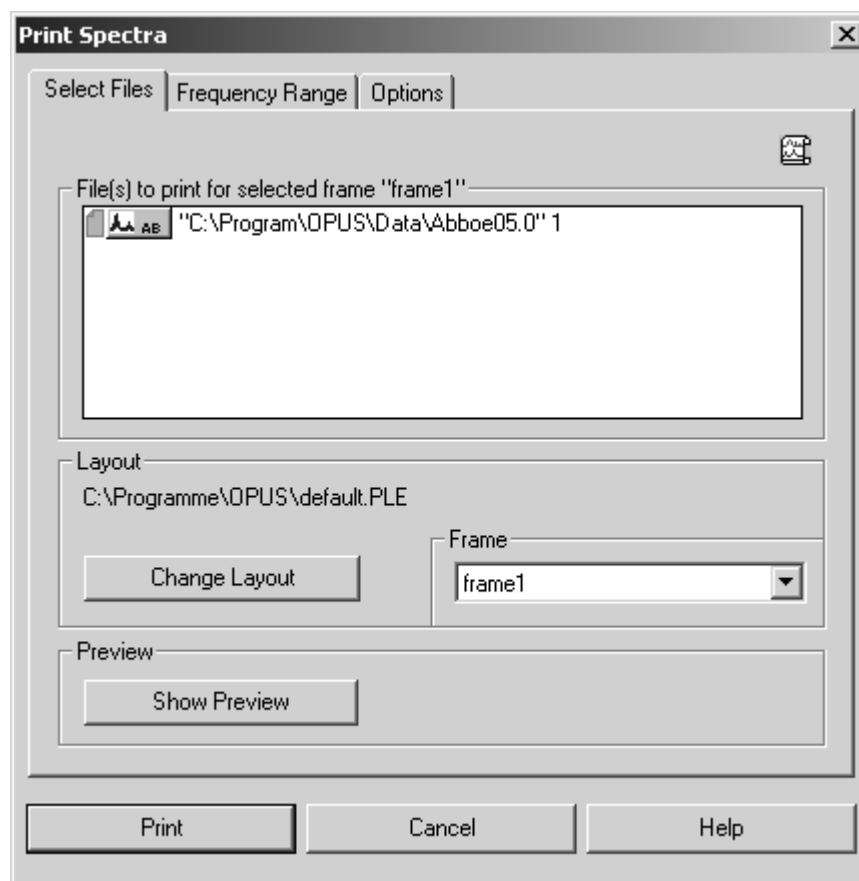 Print Spectra
Select Files Frequency Range Options
File(s) to print for selected frame "frame1"
AB "C:\Program\OPUS\Data\Abboe05.0" 1
Layout
C:\Programme\OPUS\default.PLE
Frame
Change Layout frame1
Preview
Show Preview
Print Cancel Help